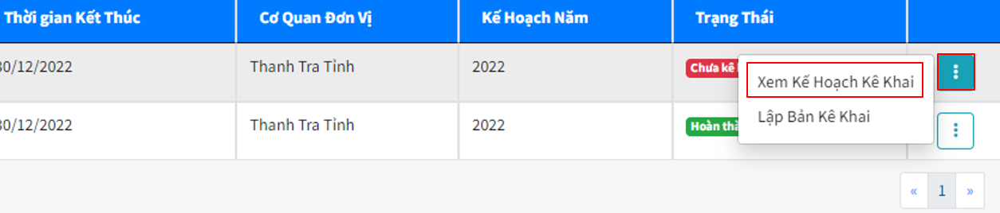 Thời gian Kết Thúc Cơ Quan Đơn Vị Kế Hoạch Năm Trạng Thái
30/12/2022 Thanh Tra Tỉnh 2022 Chưa kê
Xem Kế Hoạch Kê Khai
Lập Bản Kê Khai
30/12/2022 Thanh Tra Tỉnh 2022 Hoàn thà
« 1 »